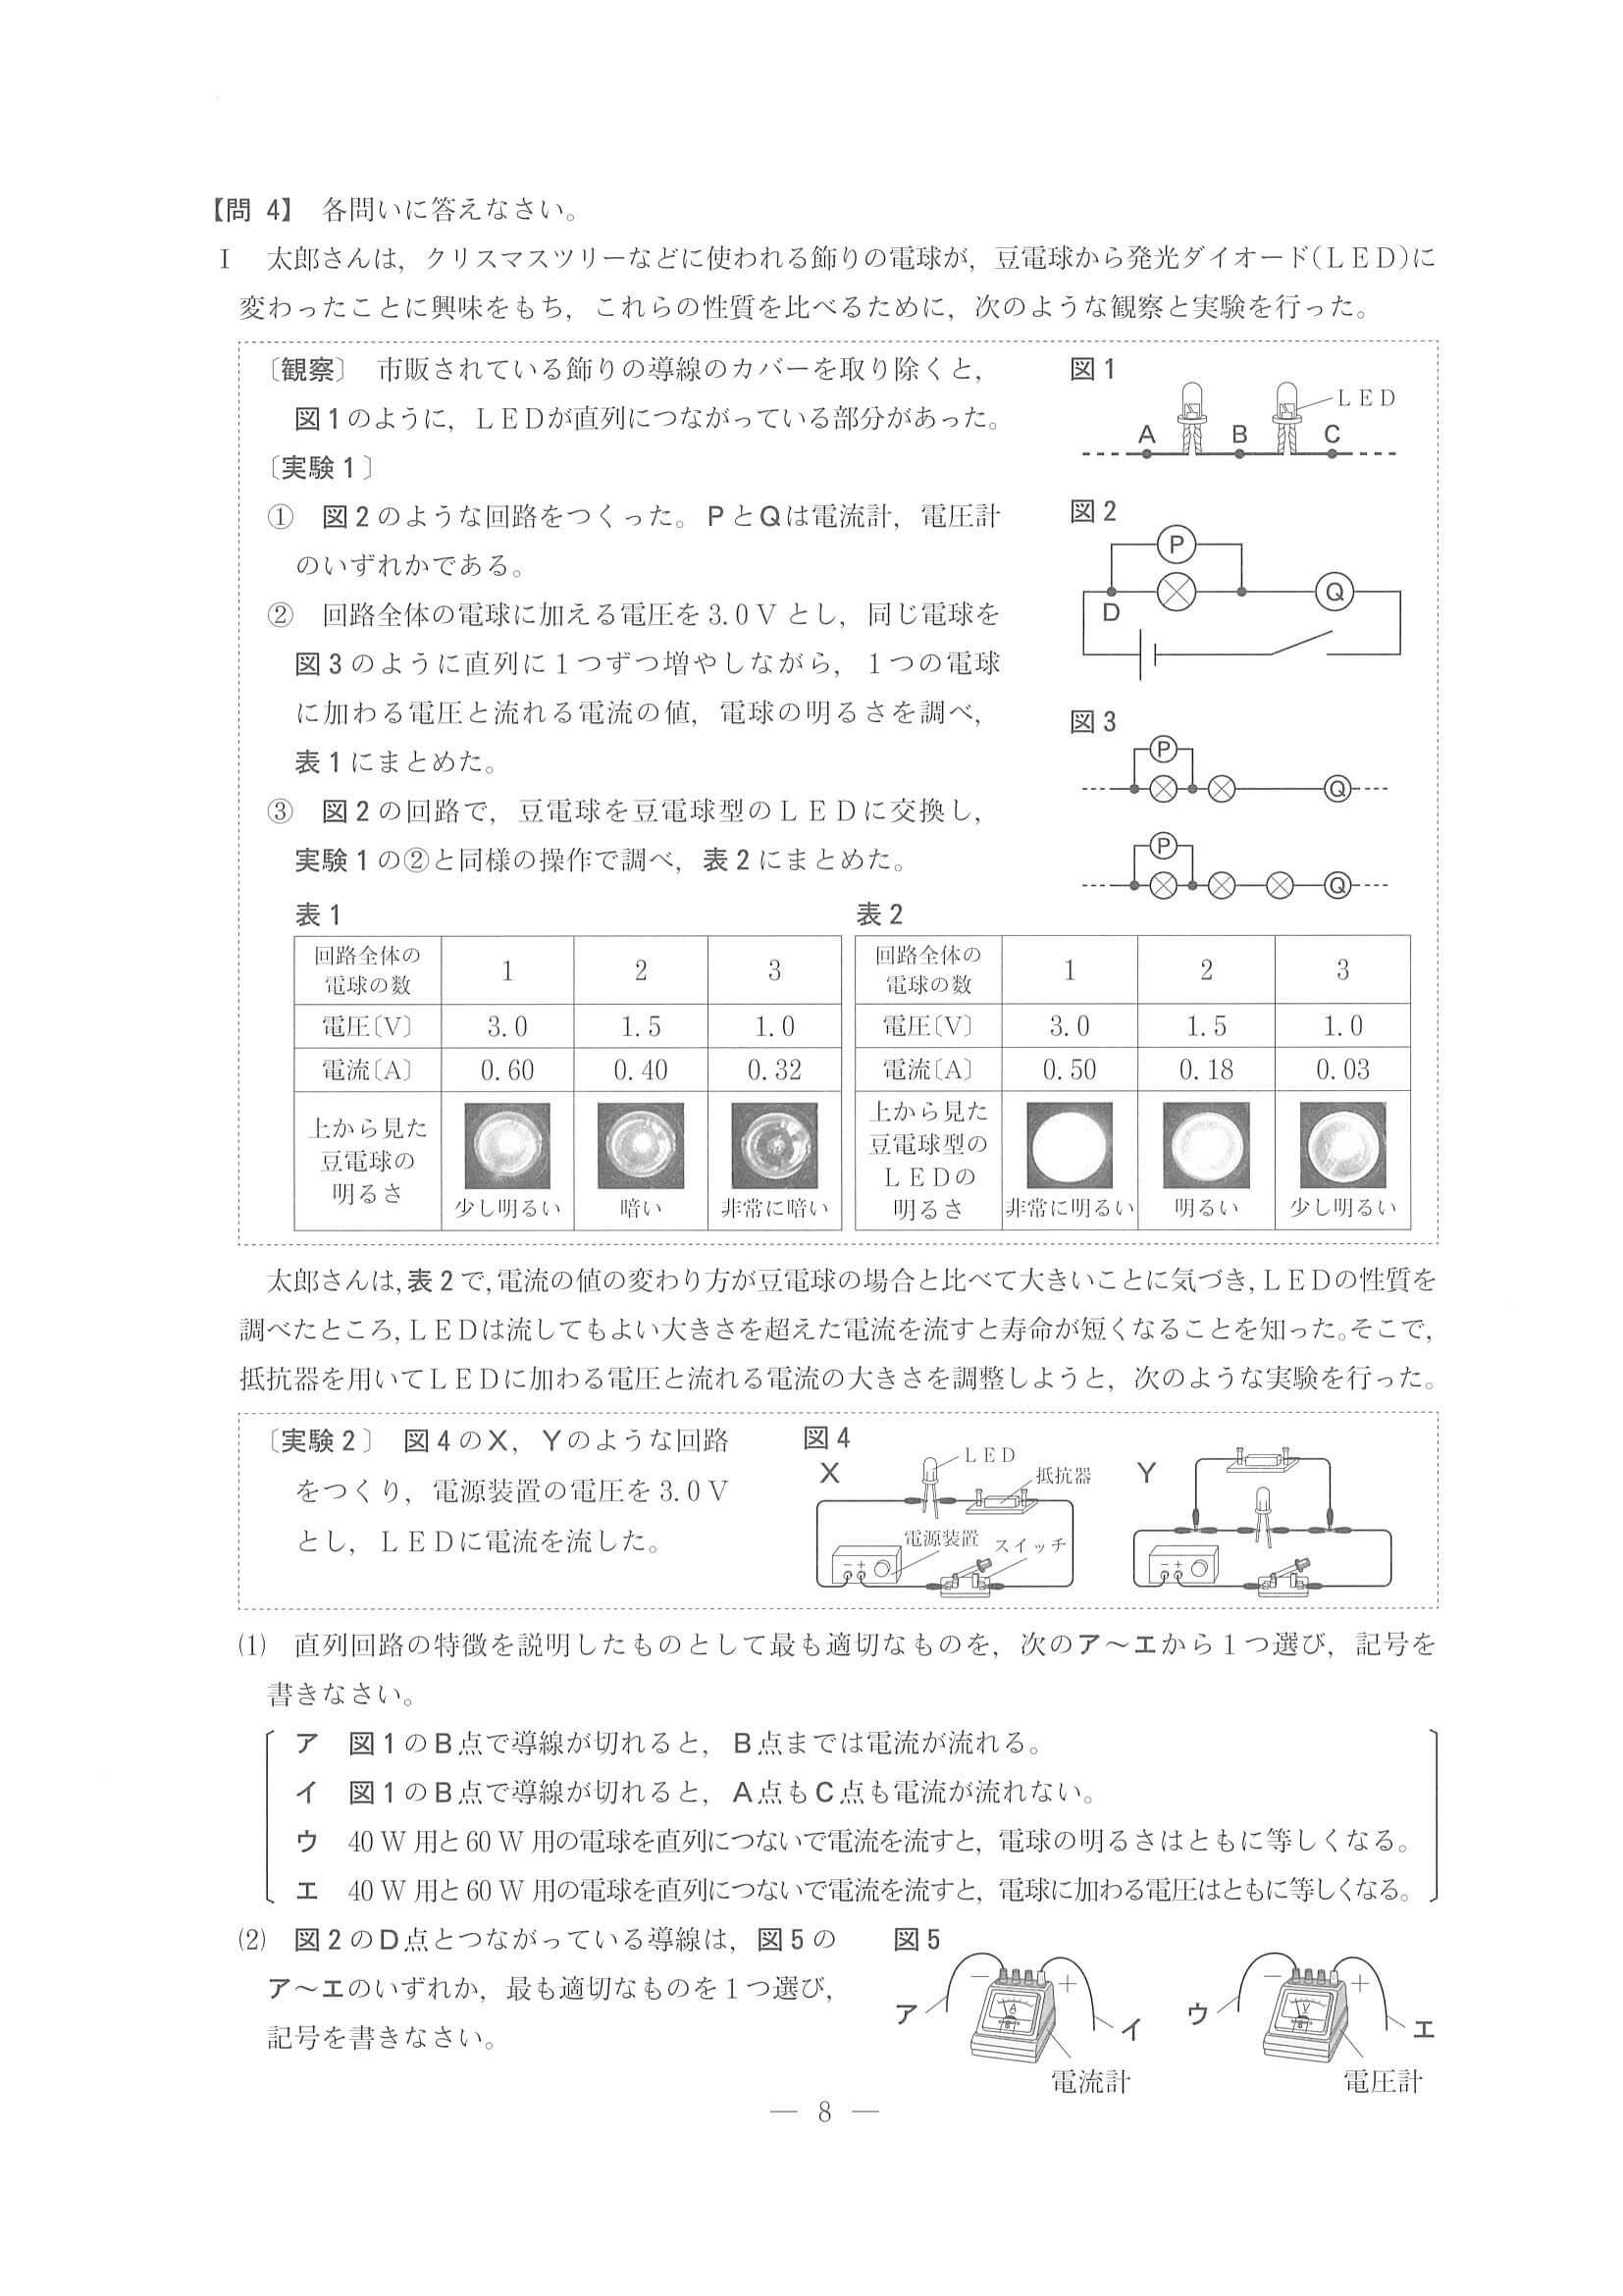 【問 4】 各問いに答えなさい。
Ⅰ 太郎さんは，クリスマスツリーなどに使われる飾りの電球が，豆電球から発光ダイオード(ＬＥＤ)に
変わったことに興味をもち，これらの性質を比べるために，次のような観察と実験を行った。
〔観察〕 市販されている飾りの導線のカバーを取り除くと，
図1のように，ＬＥＤが直列につながっている部分があった。
〔実験1〕
① 図2のような回路をつくった。PとQは電流計，電圧計
のいずれかである。
② 回路全体の電球に加える電圧を3.0Vとし，同じ電球を
図3のように直列に1つずつ増やしながら，1つの電球
に加わる電圧と流れる電流の値，電球の明るさを調べ，
表1にまとめた。
③ 図2の回路で，豆電球を豆電球型のＬＥＤに交換し，
実験1の②と同様の操作で調べ，表2にまとめた。
図1
ＬＥＤ
A B C
図2
P
D
Q
図3
P
Q
P
Q
表1
回路全体の電球の数 1 2 3
電圧〔V〕 3.0 1.5 1.0
電流〔A〕 0.60 0.40 0.32
上から見た豆電球の明るさ 少し明るい 暗い 非常に暗い
表2
回路全体の電球の数 1 2 3
電圧〔V〕 3.0 1.5 1.0
電流〔A〕 0.50 0.18 0.03
上から見た豆電球型のＬＥＤの明るさ 非常に明るい 明るい 少し明るい
太郎さんは，表2で，電流の値の変わり方が豆電球の場合と比べて大きいことに気づき，ＬＥＤの性質を
調べたところ，ＬＥＤは流してもよい大きさを超えた電流を流すと寿命が短くなることを知った。そこで，
抵抗器を用いてＬＥＤに加わる電圧と流れる電流の大きさを調整しようと，次のような実験を行った。
〔実験2〕 図4のX，Yのような回路
をつくり，電源装置の電圧を3.0V
とし，ＬＥＤに電流を流した。
図4
X
ＬＥＤ
抵抗器
電源装置
スイッチ
− +
Y
− +
(1) 直列回路の特徴を説明したものとして最も適切なものを，次のア〜エから1つ選び，記号を
書きなさい。
ア 図1のB点で導線が切れると，B点までは電流が流れる。
イ 図1のB点で導線が切れると，A点もC点も電流が流れない。
ウ 40W用と60W用の電球を直列につないで電流を流すと，電球の明るさはともに等しくなる。
エ 40W用と60W用の電球を直列につないで電流を流すと，電球に加わる電圧はともに等しくなる。
(2) 図2のD点とつながっている導線は，図5の
ア〜エのいずれか，最も適切なものを1つ選び，
記号を書きなさい。
図5
− +
A
ア イ
電流計
− +
V
ウ エ
電圧計
— 8 —